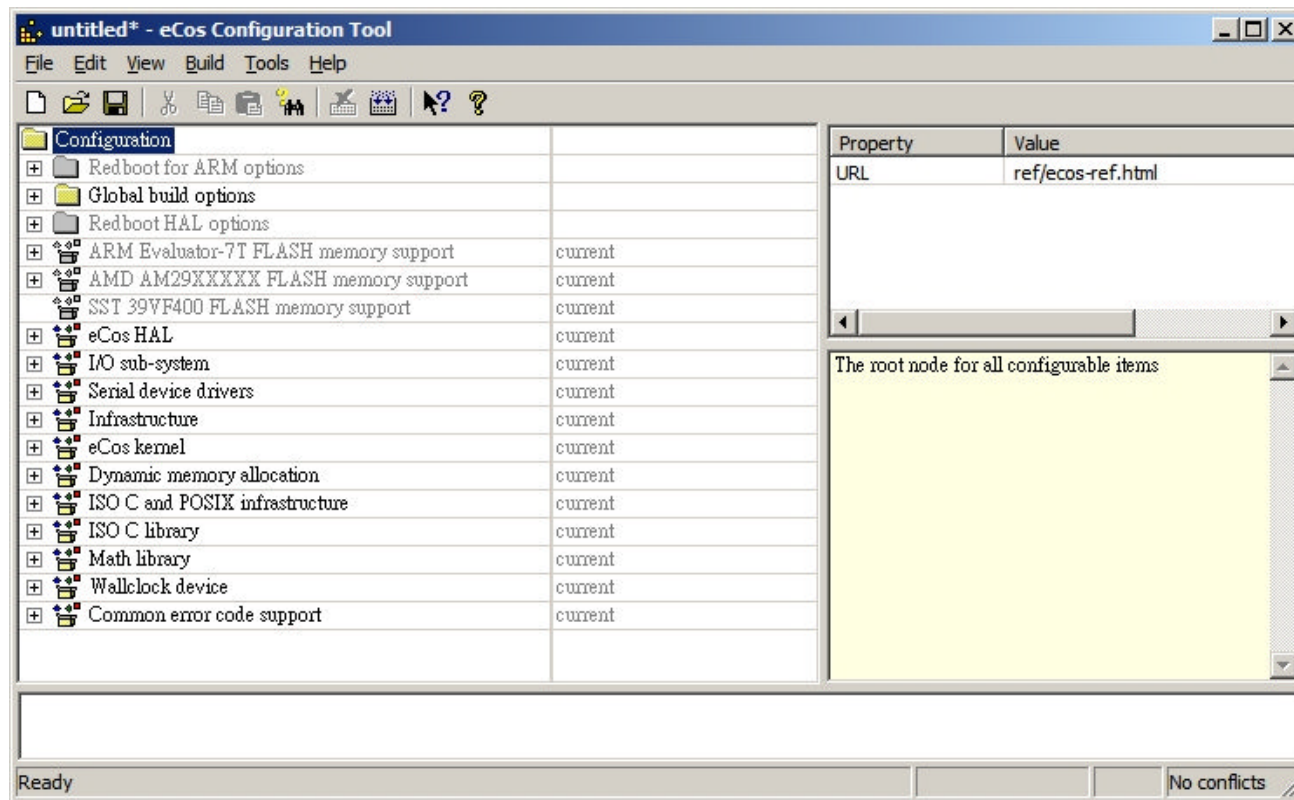 untitled* - eCos Configuration Tool
File Edit View Build Tools Help
Configuration
Redboot for ARM options
Global build options
Redboot HAL options
ARM Evaluator-7T FLASH memory support current
AMD AM29XXXXX FLASH memory support current
SST 39VF400 FLASH memory support current
eCos HAL current
I/O sub-system current
Serial device drivers current
Infrastructure current
eCos kernel current
Dynamic memory allocation current
ISO C and POSIX infrastructure current
ISO C library current
Math library current
Wallclock device current
Common error code support current
Property Value
URL ref/ecos-ref.html
The root node for all configurable items
Ready No conflicts